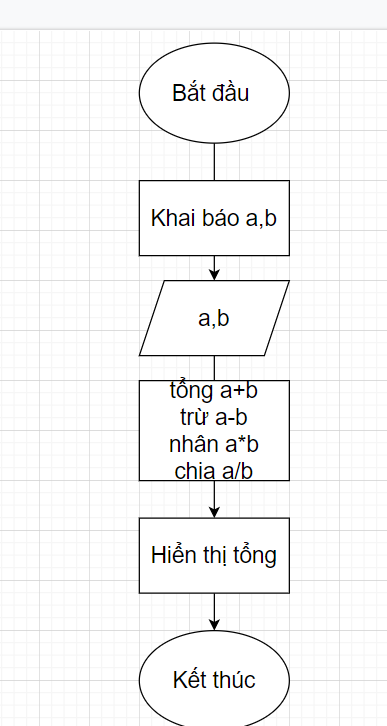 Bắt đầu
Khai báo a,b
a,b
tổng a+b
trừ a-b
nhân a*b
chia a/b
Hiển thị tổng
Kết thúc